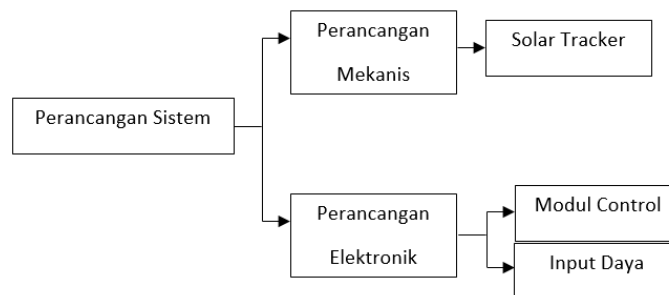 Perancangan Sistem
Perancangan
Mekanis
Solar Tracker
Perancangan
Elektronik
Modul Control
Input Daya